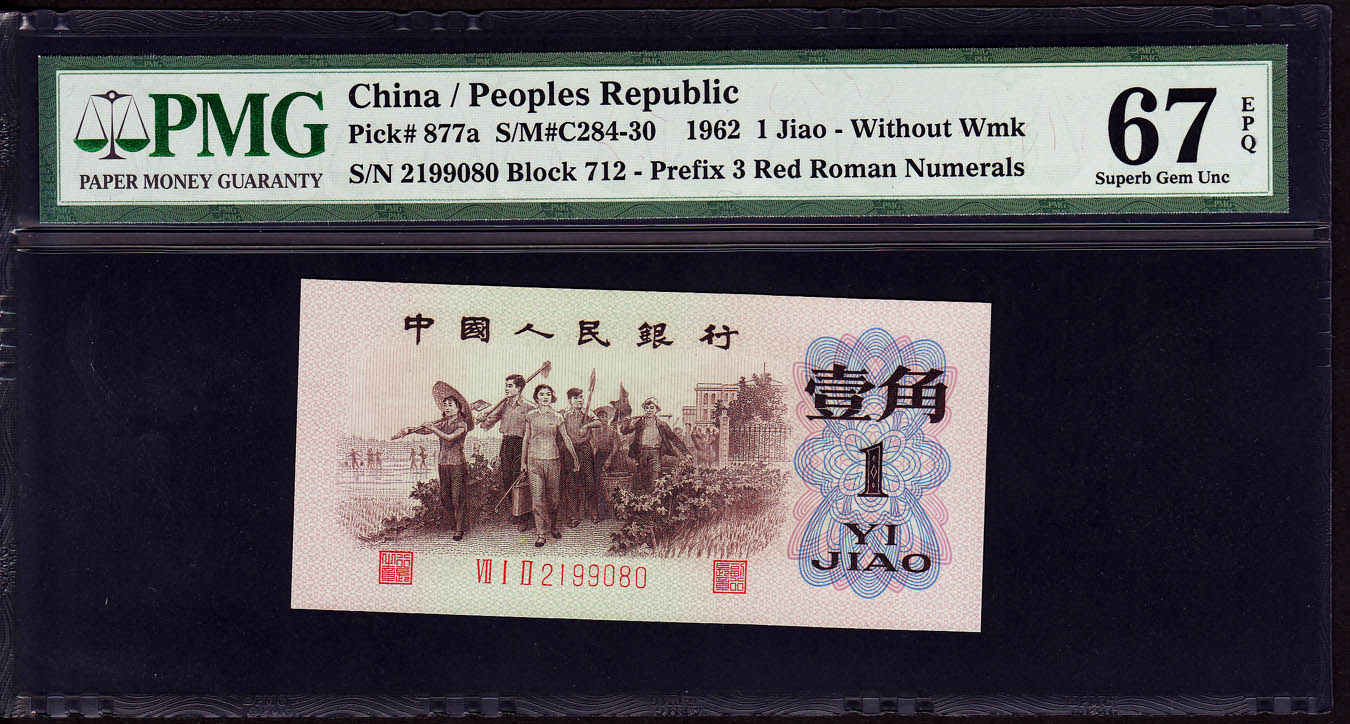 PMG
PAPER MONEY GUARANTY
China / Peoples Republic
Pick# 877a S/M#C284-30 1962 1 Jiao - Without Wmk
S/N 2199080 Block 712 - Prefix 3 Red Roman Numerals
67
EPQ
Superb Gem Unc
中國人民銀行
壹角
1
YI
JIAO
VII I II 2199080